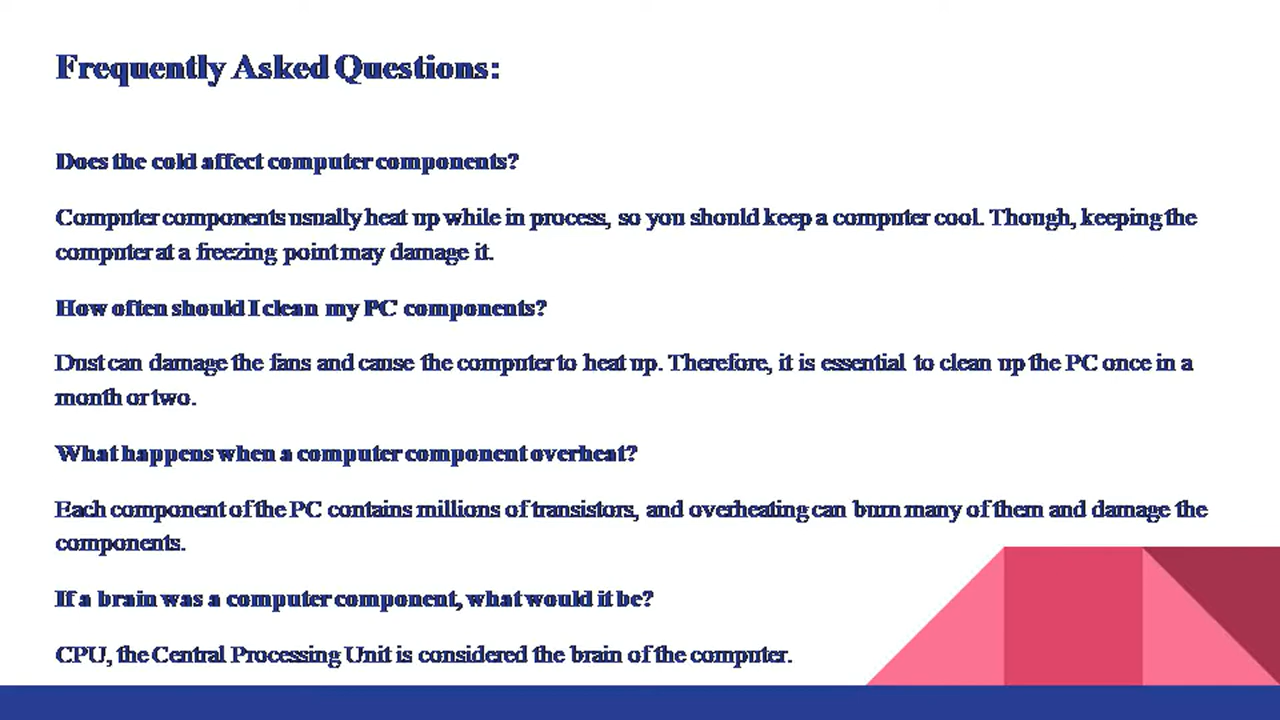 Frequently Asked Questions:
Does the cold affect computer components?
Computer components usually heat up while in process, so you should keep a computer cool. Though, keeping the
computer at a freezing point may damage it.
How often should I clean my PC components?
Dust can damage the fans and cause the computer to heat up. Therefore, it is essential to clean up the PC once in a
month or two.
What happens when a computer component overheat?
Each component of the PC contains millions of transistors, and overheating can burn many of them and damage the
components.
If a brain was a computer component, what would it be?
CPU, the Central Processing Unit is considered the brain of the computer.